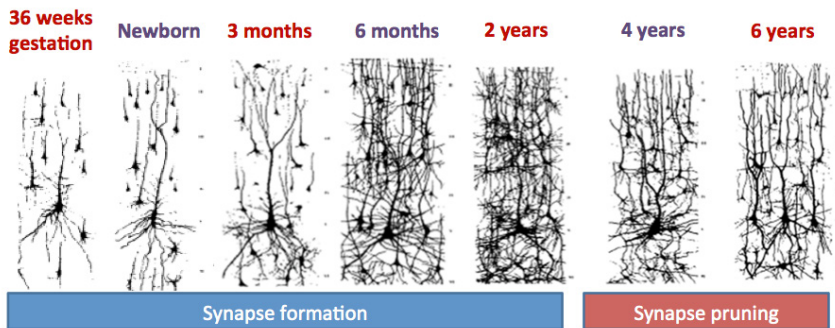 36 weeks
gestation
Newborn
3 months
6 months
2 years
4 years
6 years
Synapse formation
Synapse pruning